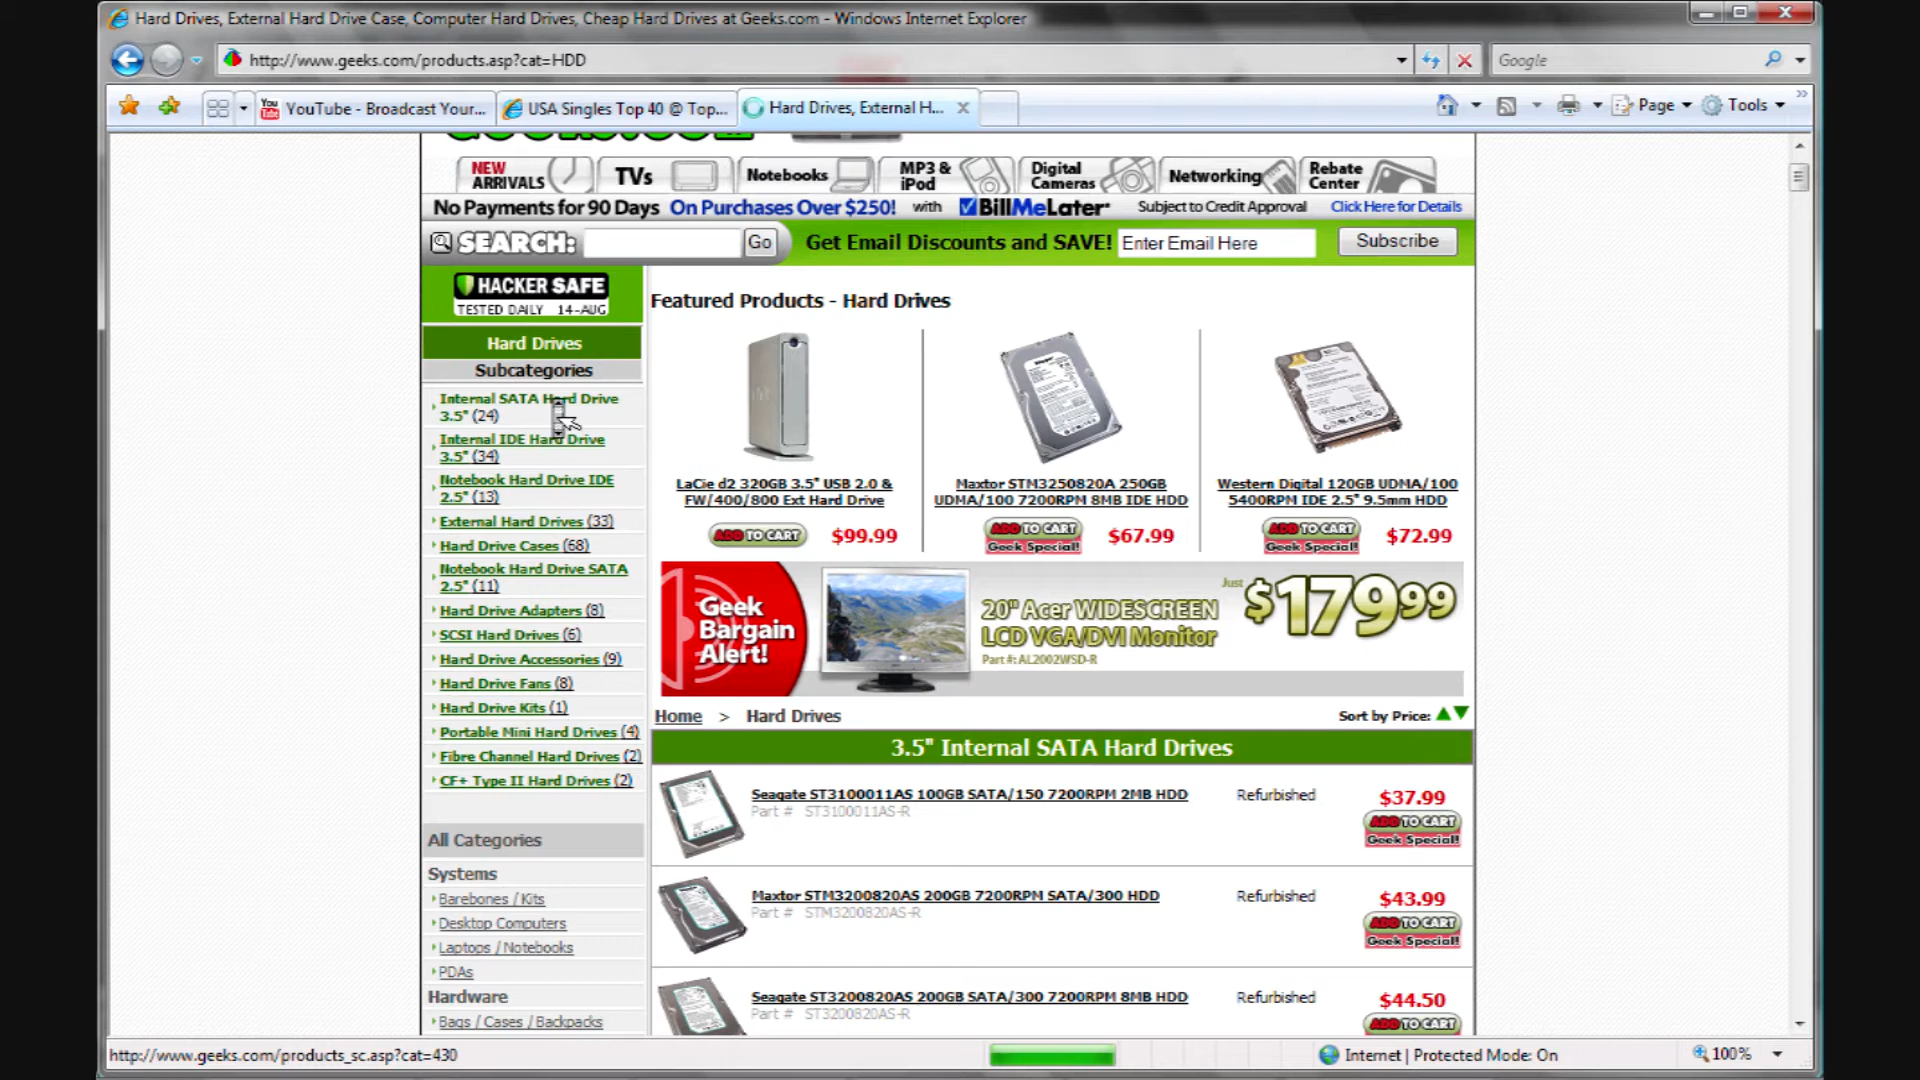 Hard Drives, External Hard Drive Case, Computer Hard Drives, Cheap Hard Drives at Geeks.com - Windows Internet Explorer
http://www.geeks.com/products.asp?cat=HDD
Google
YouTube - Broadcast Your...
USA Singles Top 40 @ Top...
Hard Drives, External H...
Page
Tools
NEW ARRIVALS
TVs
Notebooks
MP3 & iPod
Digital Cameras
Networking
Rebate Center
No Payments for 90 Days On Purchases Over $250! with BillMeLater Subject to Credit Approval Click Here for Details
SEARCH:
Go
Get Email Discounts and SAVE!
Enter Email Here
Subscribe
HACKER SAFE
TESTED DAILY 14-AUG
Hard Drives
Subcategories
Internal SATA Hard Drive
3.5" (24)
Internal IDE Hard Drive
3.5" (34)
Notebook Hard Drive IDE
2.5" (13)
External Hard Drives (33)
Hard Drive Cases (68)
Notebook Hard Drive SATA
2.5" (11)
Hard Drive Adapters (8)
SCSI Hard Drives (6)
Hard Drive Accessories (9)
Hard Drive Fans (8)
Hard Drive Kits (1)
Portable Mini Hard Drives (4)
Fibre Channel Hard Drives (2)
CF+ Type II Hard Drives (2)
All Categories
Systems
Barebones / Kits
Desktop Computers
Laptops / Notebooks
PDAs
Hardware
Bags / Cases / Backpacks
Featured Products - Hard Drives
LaCie d2 320GB 3.5" USB 2.0 &
FW/400/800 Ext Hard Drive
ADD TO CART
$99.99
Maxtor STM3250820A 250GB
UDMA/100 7200RPM 8MB IDE HDD
ADD TO CART
Geek Special!
$67.99
Western Digital 120GB UDMA/100
5400RPM IDE 2.5" 9.5mm HDD
ADD TO CART
Geek Special!
$72.99
Geek
Bargain
Alert!
20" Acer WIDESCREEN
LCD VGA/DVI Monitor
Part #: AL2002WSD-R
Just
$179.99
Home > Hard Drives
Sort by Price:
3.5" Internal SATA Hard Drives
Seagate ST3100011AS 100GB SATA/150 7200RPM 2MB HDD
Part # ST3100011AS-R
Refurbished
$37.99
ADD TO CART
Geek Special!
Maxtor STM3200820AS 200GB 7200RPM SATA/300 HDD
Part # STM3200820AS-R
Refurbished
$43.99
ADD TO CART
Geek Special!
Seagate ST3200820AS 200GB SATA/300 7200RPM 8MB HDD
Part # ST3200820AS-R
Refurbished
$44.50
ADD TO CART
http://www.geeks.com/products_sc.asp?cat=430
Internet | Protected Mode: On
100%